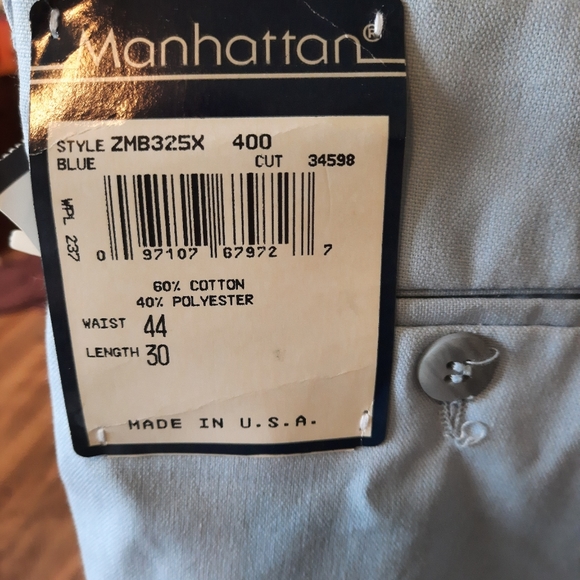 Manhattan®
STYLE ZMB325X 400
BLUE CUT 34598
WPL 237
0 97107 67972 7
60% COTTON
40% POLYESTER
WAIST 44
LENGTH 30
MADE IN U.S.A.